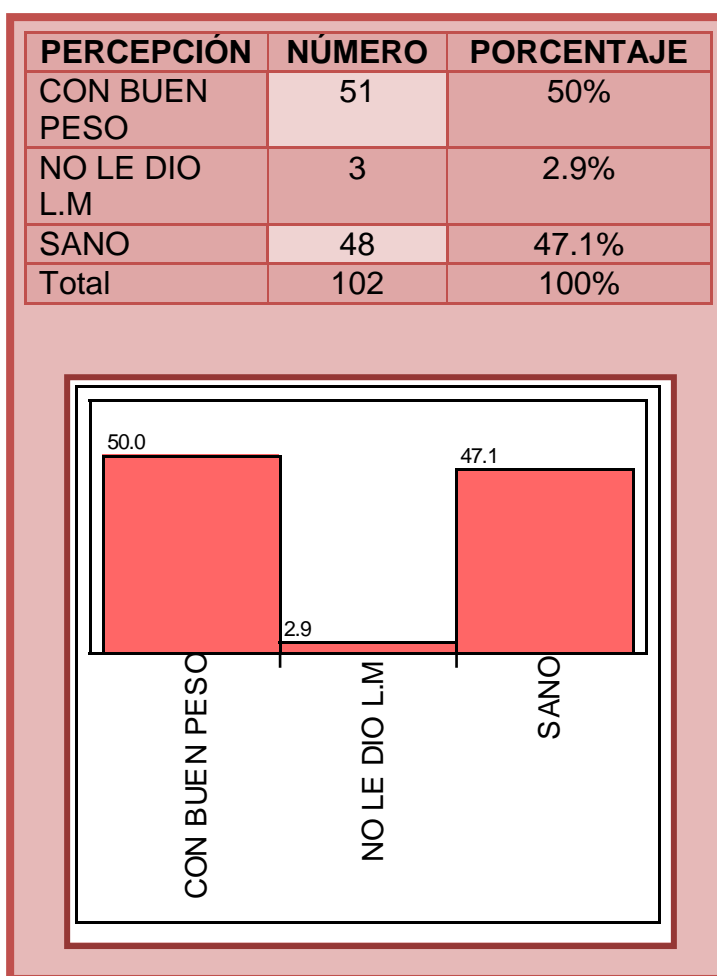 PERCEPCIÓN NÚMERO PORCENTAJE
CON BUEN 51 50%
PESO
NO LE DIO 3 2.9%
L.M
SANO 48 47.1%
Total 102 100%
50.0
47.1
2.9
CON BUEN PESO
NO LE DIO L.M
SANO